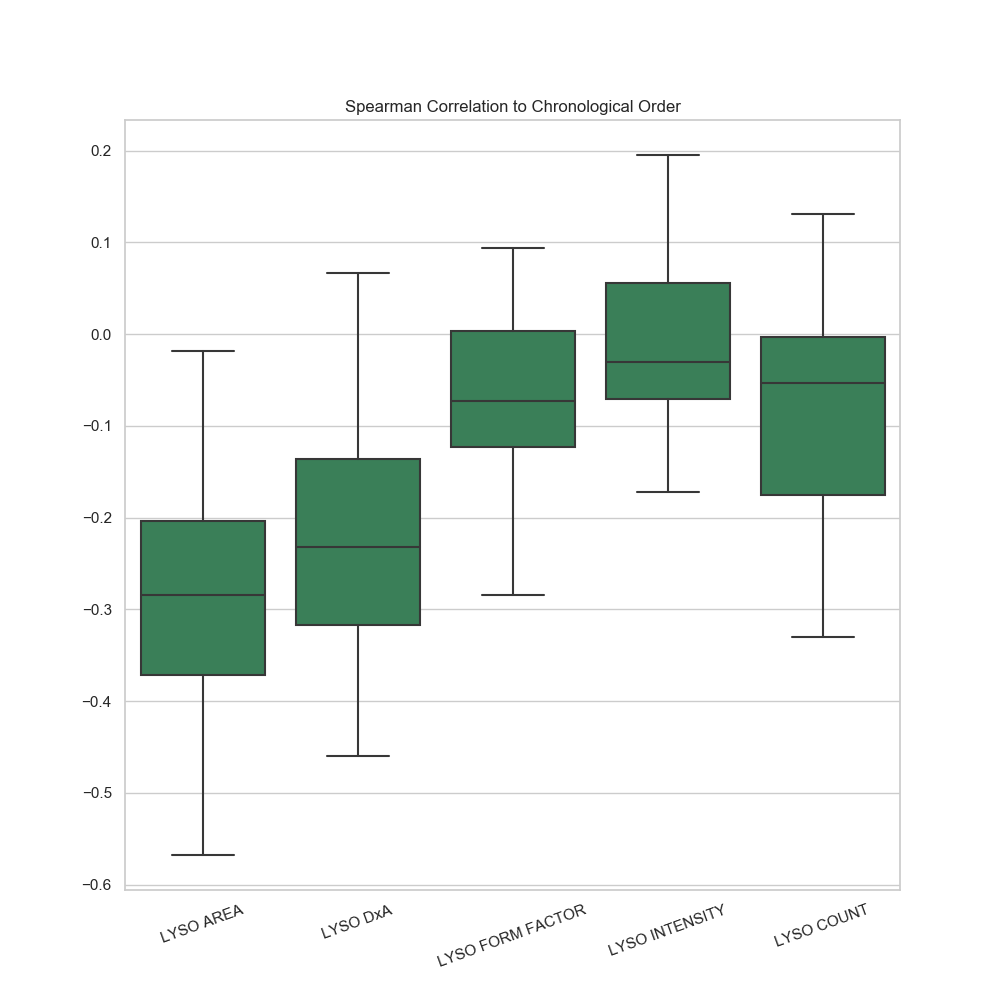 Spearman Correlation to Chronological Order
0.2
0.1
0.0
−0.1
−0.2
−0.3
−0.4
−0.5
−0.6
LYSO AREA
LYSO DxA
LYSO FORM FACTOR
LYSO INTENSITY
LYSO COUNT